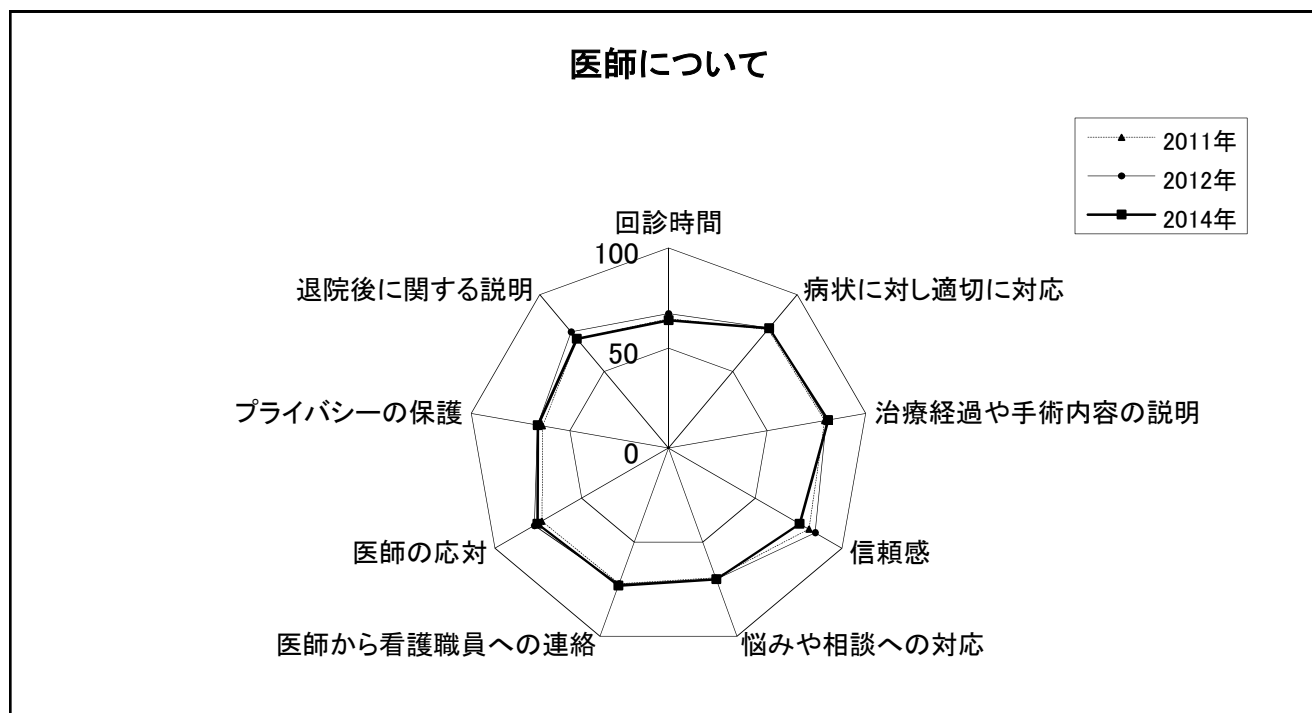 医師について
2011年
2012年
2014年
回診時間
100
退院後に関する説明
病状に対し適切に対応
50
プライバシーの保護
治療経過や手術内容の説明
0
医師の応対
信頼感
医師から看護職員への連絡
悩みや相談への対応